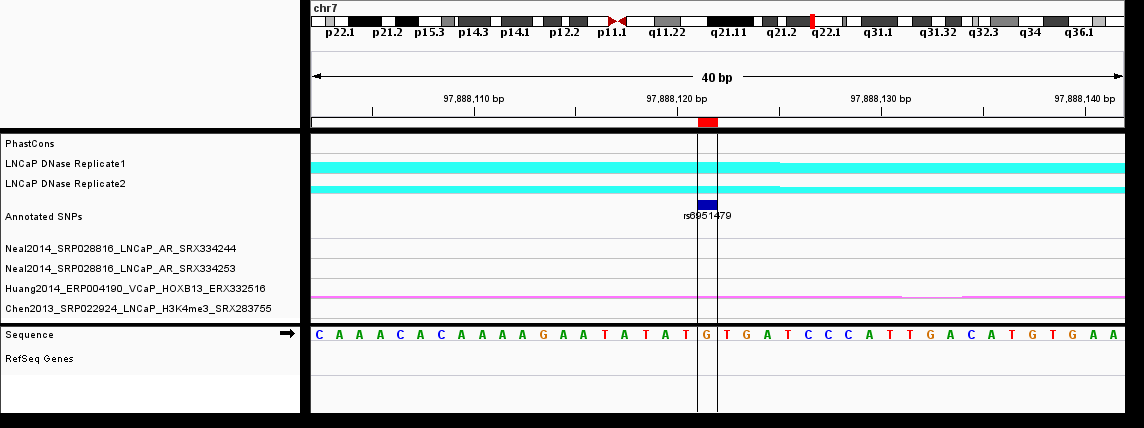 chr7
p22.1 p21.2 p15.3 p14.3 p14.1 p12.2 p11.1 q11.22 q21.11 q21.2 q22.1 q31.1 q31.32 q32.3 q34 q36.1
40 bp
97,888,110 bp 97,888,120 bp 97,888,130 bp 97,888,140 bp
PhastCons
LNCaP DNase Replicate1
LNCaP DNase Replicate2
Annotated SNPs
rs6951479
Neal2014_SRP028816_LNCaP_AR_SRX334244
Neal2014_SRP028816_LNCaP_AR_SRX334253
Huang2014_ERP004190_VCaP_HOXB13_ERX332516
Chen2013_SRP022924_LNCaP_H3K4me3_SRX283755
Sequence C A A A C A C A A A A G A A T A T A T G T G A T C C C A T T G A C A T G T G A A
RefSeq Genes